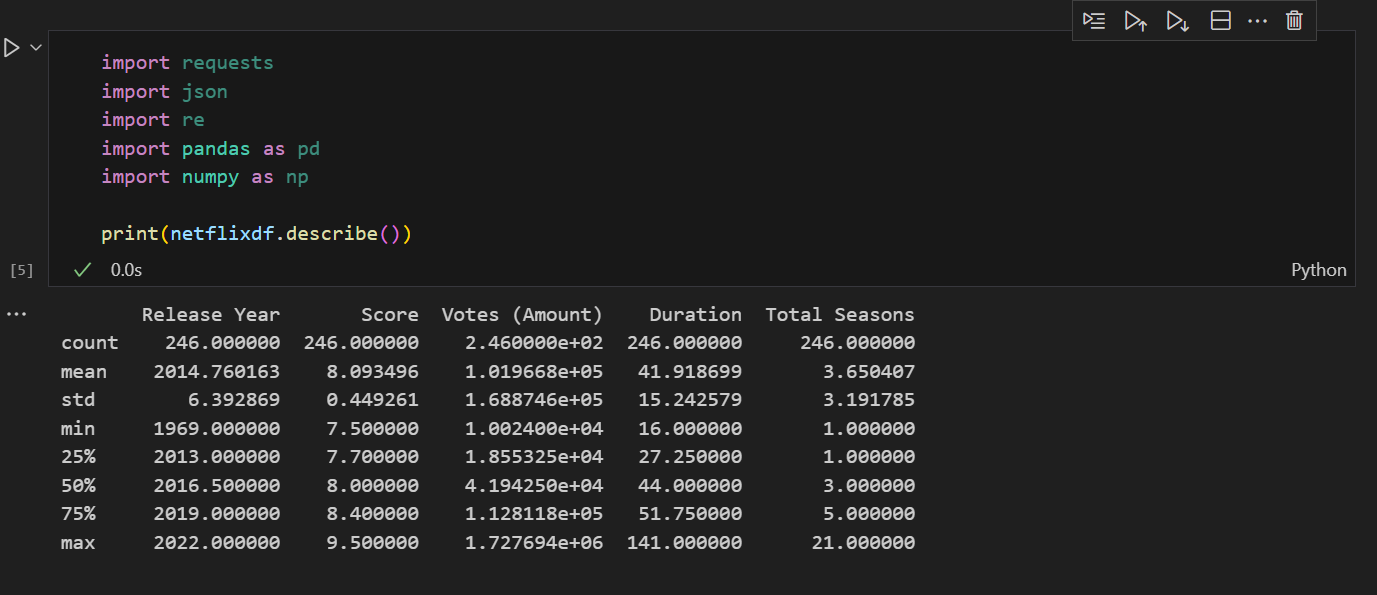 import requests
import json
import re
import pandas as pd
import numpy as np
print(netflixdf.describe())
[5] 0.0s Python
Release Year Score Votes (Amount) Duration Total Seasons
count 246.000000 246.000000 2.460000e+02 246.000000 246.000000
mean 2014.760163 8.093496 1.019668e+05 41.918699 3.650407
std 6.392869 0.449261 1.688746e+05 15.242579 3.191785
min 1969.000000 7.500000 1.002400e+04 16.000000 1.000000
25% 2013.000000 7.700000 1.855325e+04 27.250000 1.000000
50% 2016.500000 8.000000 4.194250e+04 44.000000 3.000000
75% 2019.000000 8.400000 1.128118e+05 51.750000 5.000000
max 2022.000000 9.500000 1.727694e+06 141.000000 21.000000